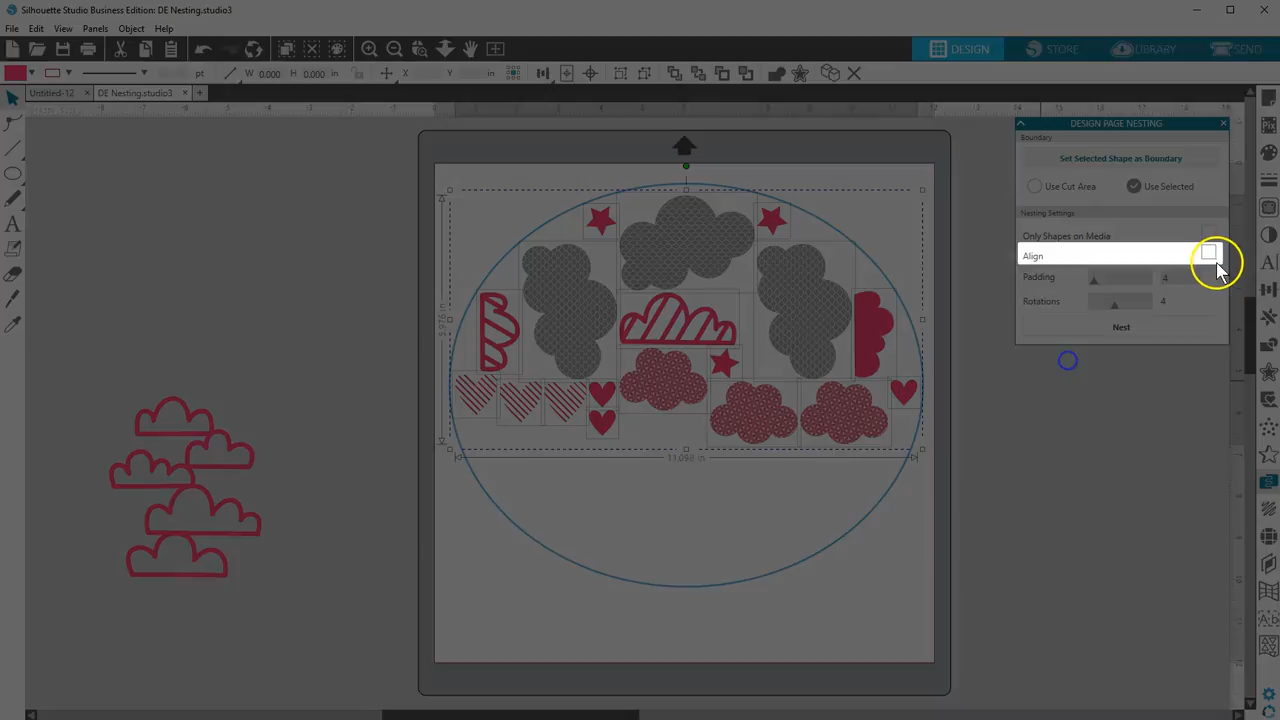 Silhouette Studio Business Edition: DE Nesting.studio3
File Edit View Panels Object Help
DESIGN STORE LIBRARY SEND
pt W 0.000 H 0.000 in X Y in
Untitled-12 × DE Nesting.studio3 × +
DESIGN PAGE NESTING
Boundary
Set Selected Shape as Boundary
Use Cut Area Use Selected
Nesting Settings
Only Shapes on Media
Align
Padding 4
Rotations 4
Nest
9.976 in
11.098 in